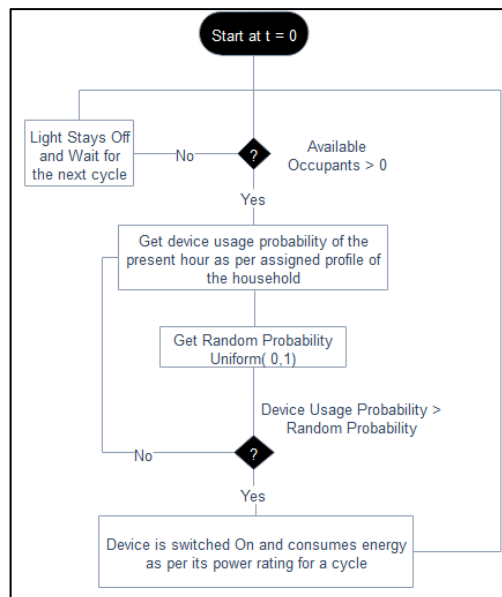 Start at t = 0
Light Stays Off
and Wait for
the next cycle
No
?
Available
Occupants > 0
Yes
Get device usage probability of the
present hour as per assigned profile of
the household
Get Random Probability
Uniform( 0,1)
Device Usage Probability >
Random Probability
No
?
Yes
Device is switched On and consumes energy
as per its power rating for a cycle